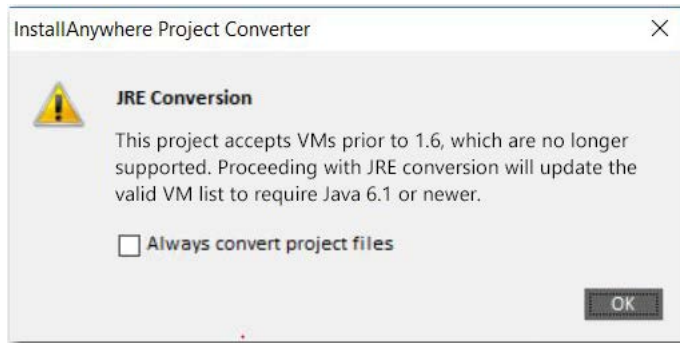 InstallAnywhere Project Converter
JRE Conversion
This project accepts VMs prior to 1.6, which are no longer
supported. Proceeding with JRE conversion will update the
valid VM list to require Java 6.1 or newer.
Always convert project files
OK